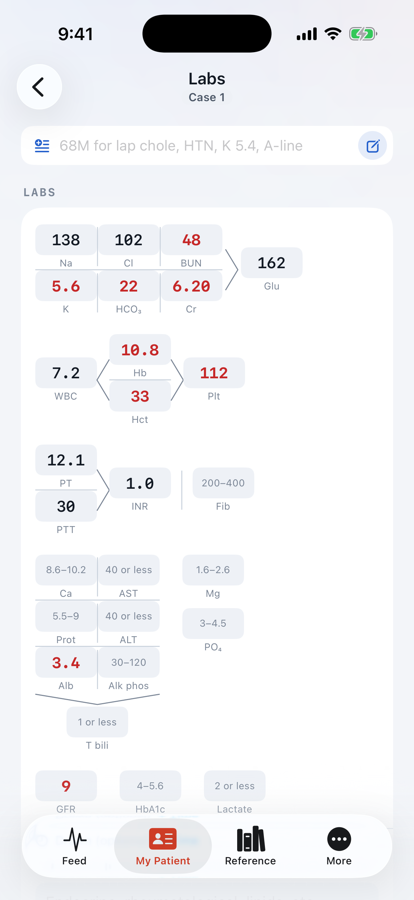 9:41
Labs
Case 1
68M for lap chole, HTN, K 5.4, A-line
LABS
138 102 48
Na Cl BUN
162
Glu
5.6 22 6.20
K HCO₃ Cr
10.8
Hb
7.2 112
WBC Plt
33
Hct
12.1
PT
1.0 200–400
INR Fib
30
PTT
8.6–10.2 40 or less 1.6–2.6
Ca AST Mg
5.5–9 40 or less 3–4.5
Prot ALT PO₄
3.4 30–120
Alb Alk phos
1 or less
T bili
9 4–5.6 2 or less
GFR HbA1c Lactate
Feed My Patient Reference More